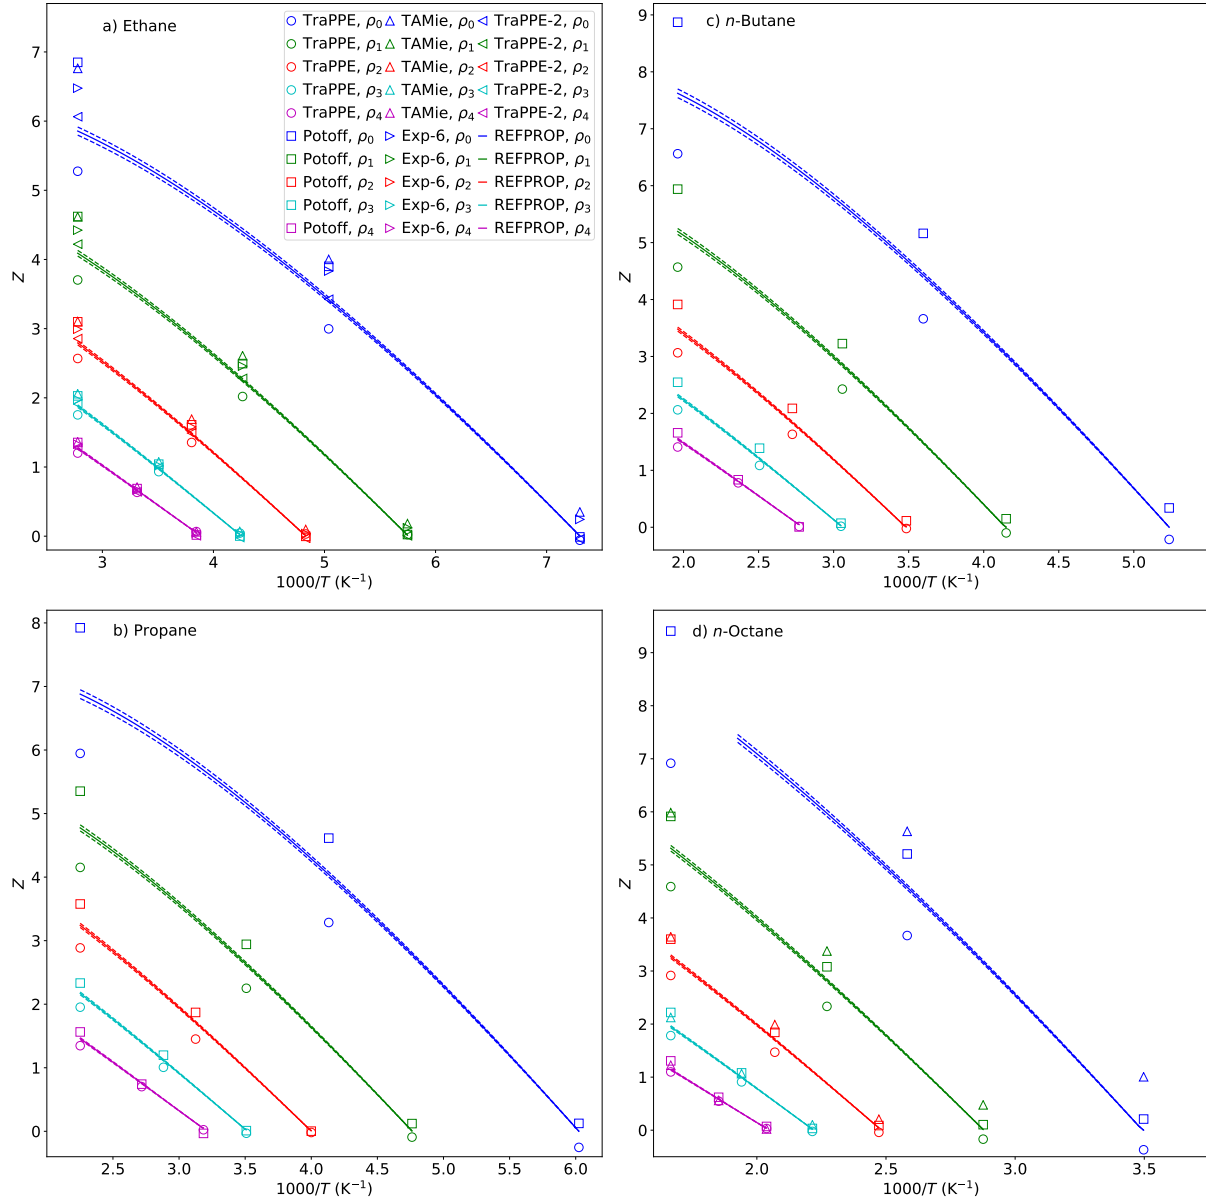 a) Ethane
TraPPE, ρ0 TAMie, ρ0 TraPPE-2, ρ0
TraPPE, ρ1 TAMie, ρ1 TraPPE-2, ρ1
TraPPE, ρ2 TAMie, ρ2 TraPPE-2, ρ2
TraPPE, ρ3 TAMie, ρ3 TraPPE-2, ρ3
TraPPE, ρ4 TAMie, ρ4 TraPPE-2, ρ4
Potoff, ρ0 Exp-6, ρ0 REFPROP, ρ0
Potoff, ρ1 Exp-6, ρ1 REFPROP, ρ1
Potoff, ρ2 Exp-6, ρ2 REFPROP, ρ2
Potoff, ρ3 Exp-6, ρ3 REFPROP, ρ3
Potoff, ρ4 Exp-6, ρ4 REFPROP, ρ4
7
6
5
4
3
2
1
0
Z
3 4 5 6 7
1000/T (K⁻¹)
c) n-Butane
9
8
7
6
5
4
3
2
1
0
Z
2.0 2.5 3.0 3.5 4.0 4.5 5.0
1000/T (K⁻¹)
b) Propane
8
7
6
5
4
3
2
1
0
Z
2.5 3.0 3.5 4.0 4.5 5.0 5.5 6.0
1000/T (K⁻¹)
d) n-Octane
9
8
7
6
5
4
3
2
1
0
Z
2.0 2.5 3.0 3.5
1000/T (K⁻¹)